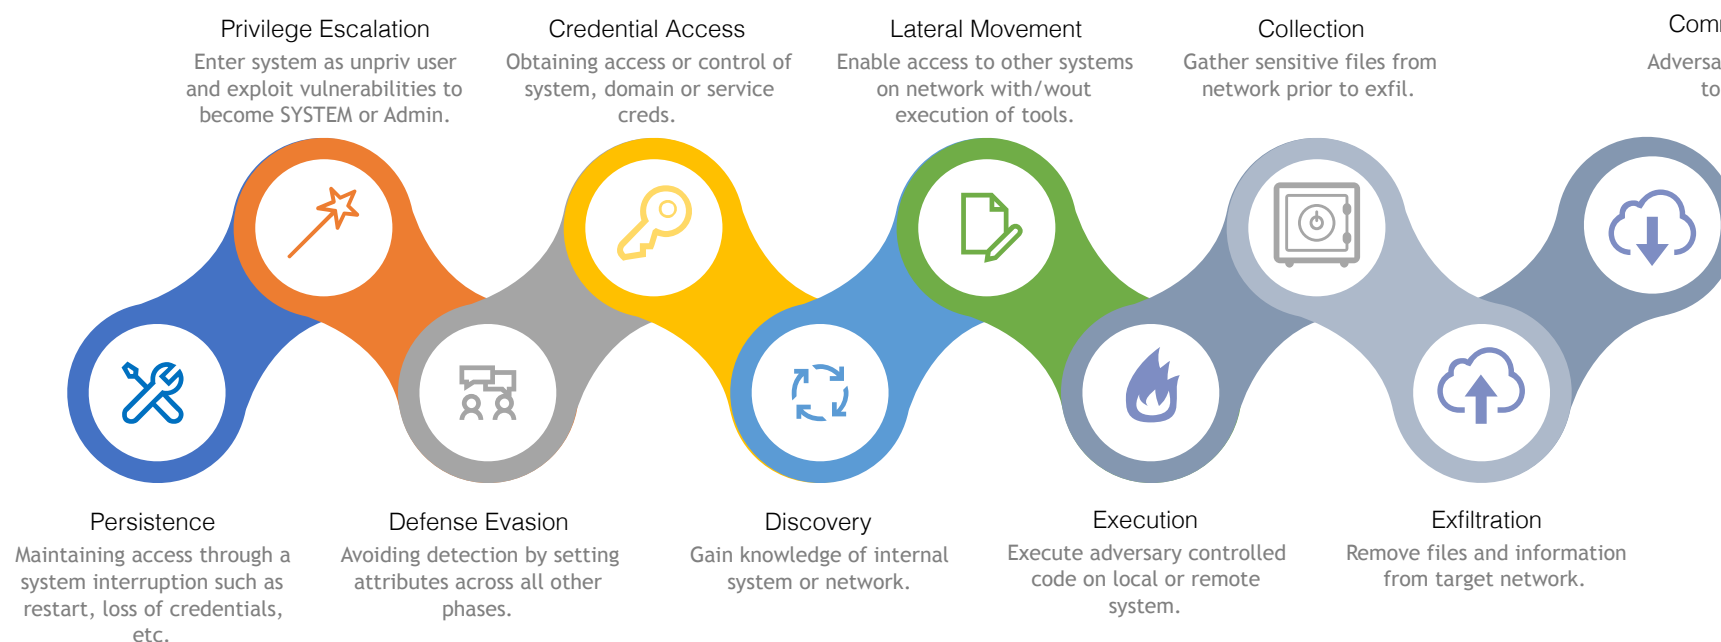 Privilege Escalation
Enter system as unpriv user
and exploit vulnerabilities to
become SYSTEM or Admin.
Credential Access
Obtaining access or control of
system, domain or service
creds.
Lateral Movement
Enable access to other systems
on network with/wout
execution of tools.
Collection
Gather sensitive files from
network prior to exfil.
to
Persistence
Maintaining access through a
system interruption such as
restart, loss of credentials,
etc.
Defense Evasion
Avoiding detection by setting
attributes across all other
phases.
Discovery
Gain knowledge of internal
system or network.
Execution
Execute adversary controlled
code on local or remote
system.
Exfiltration
Remove files and information
from target network.